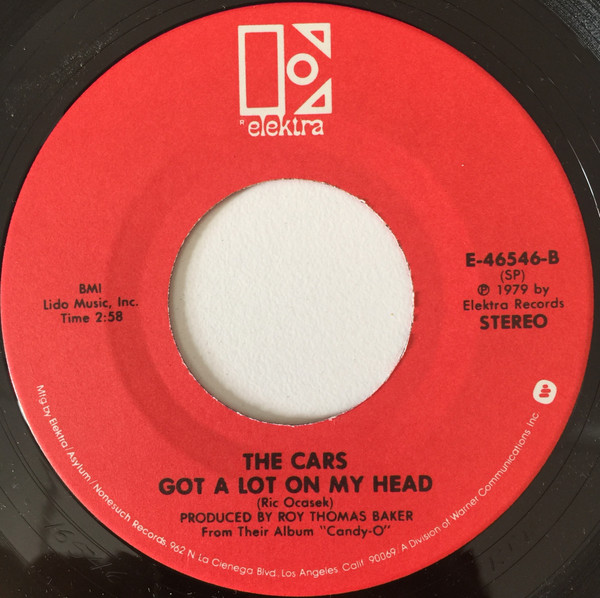 R elektra
E-46546-B
(SP)
℗ 1979 by
Elektra Records
STEREO
BMI
Lido Music, Inc.
Time 2:58
THE CARS
GOT A LOT ON MY HEAD
(Ric Ocasek)
PRODUCED BY ROY THOMAS BAKER
From Their Album "Candy-O"
Mfg by Elektra/Asylum/Nonesuch Records, 962 N. La Cienega Blvd. Los Angeles. Calif. 90069/A Division of Warner Communications Inc.